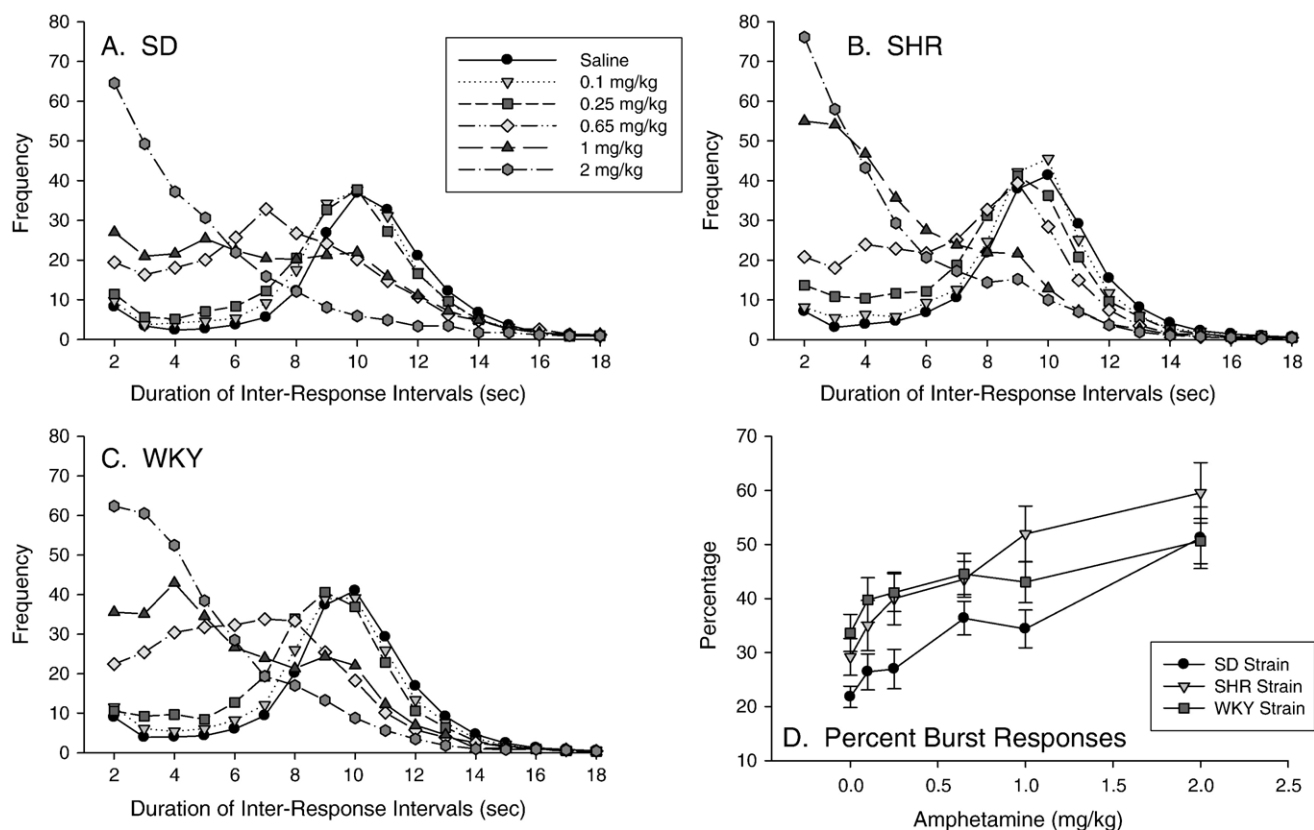 A. SD
80
70
60
50
40
30
20
10
0
Frequency
2 4 6 8 10 12 14 16 18
Duration of Inter-Response Intervals (sec)
Saline
0.1 mg/kg
0.25 mg/kg
0.65 mg/kg
1 mg/kg
2 mg/kg
B. SHR
80
70
60
50
40
30
20
10
0
Frequency
2 4 6 8 10 12 14 16 18
Duration of Inter-Response Intervals (sec)
C. WKY
80
70
60
50
40
30
20
10
0
Frequency
2 4 6 8 10 12 14 16 18
Duration of Inter-Response Intervals (sec)
70
60
50
40
30
20
10
Percentage
SD Strain
SHR Strain
WKY Strain
D. Percent Burst Responses
0.0 0.5 1.0 1.5 2.0 2.5
Amphetamine (mg/kg)